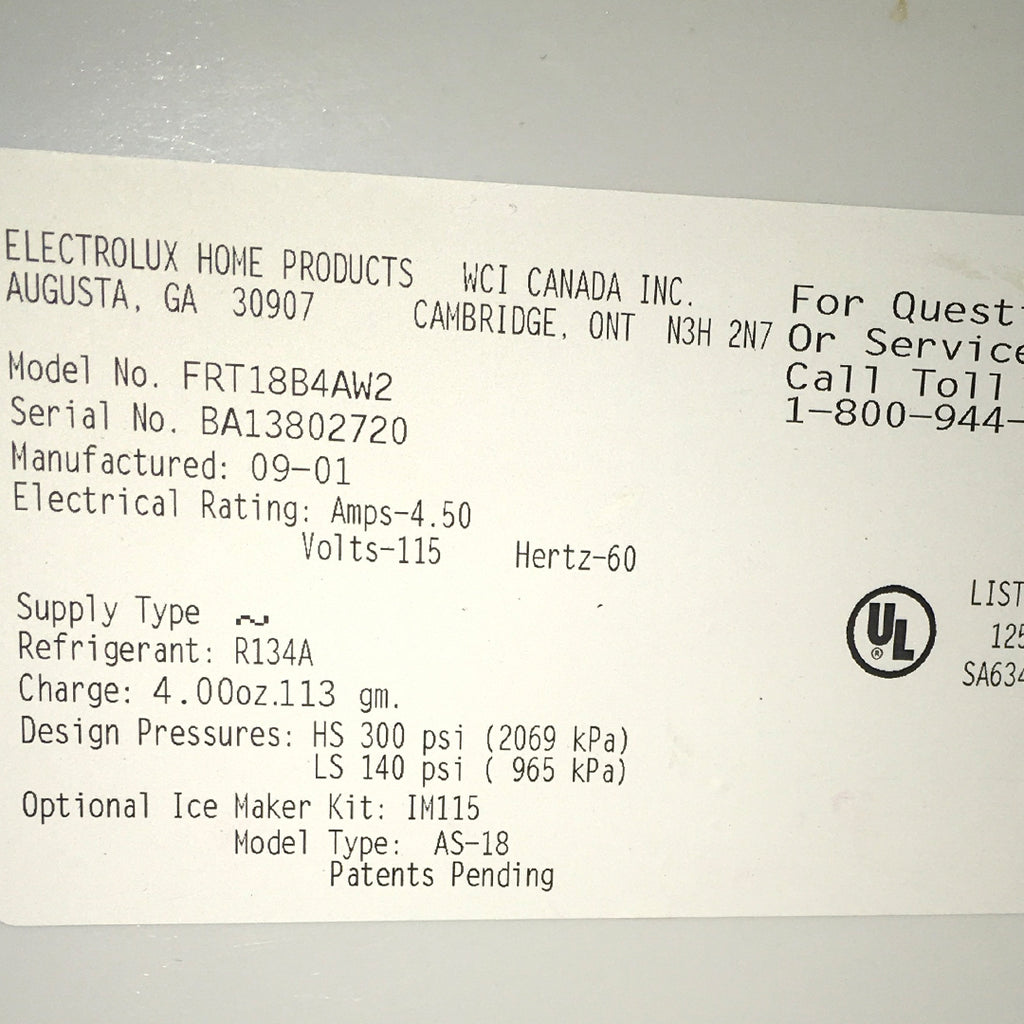 ELECTROLUX HOME PRODUCTS WCI CANADA INC.
AUGUSTA, GA 30907 CAMBRIDGE, ONT N3H 2N7
For Questi
Or Service
Call Toll
1-800-944-
Model No. FRT18B4AW2
Serial No. BA13802720
Manufactured: 09-01
Electrical Rating: Amps-4.50
Volts-115 Hertz-60
Supply Type ~
Refrigerant: R134A
Charge: 4.00oz.113 gm.
Design Pressures: HS 300 psi (2069 kPa)
LS 140 psi ( 965 kPa)
Optional Ice Maker Kit: IM115
Model Type: AS-18
Patents Pending
UL ®
LIST
125
SA634